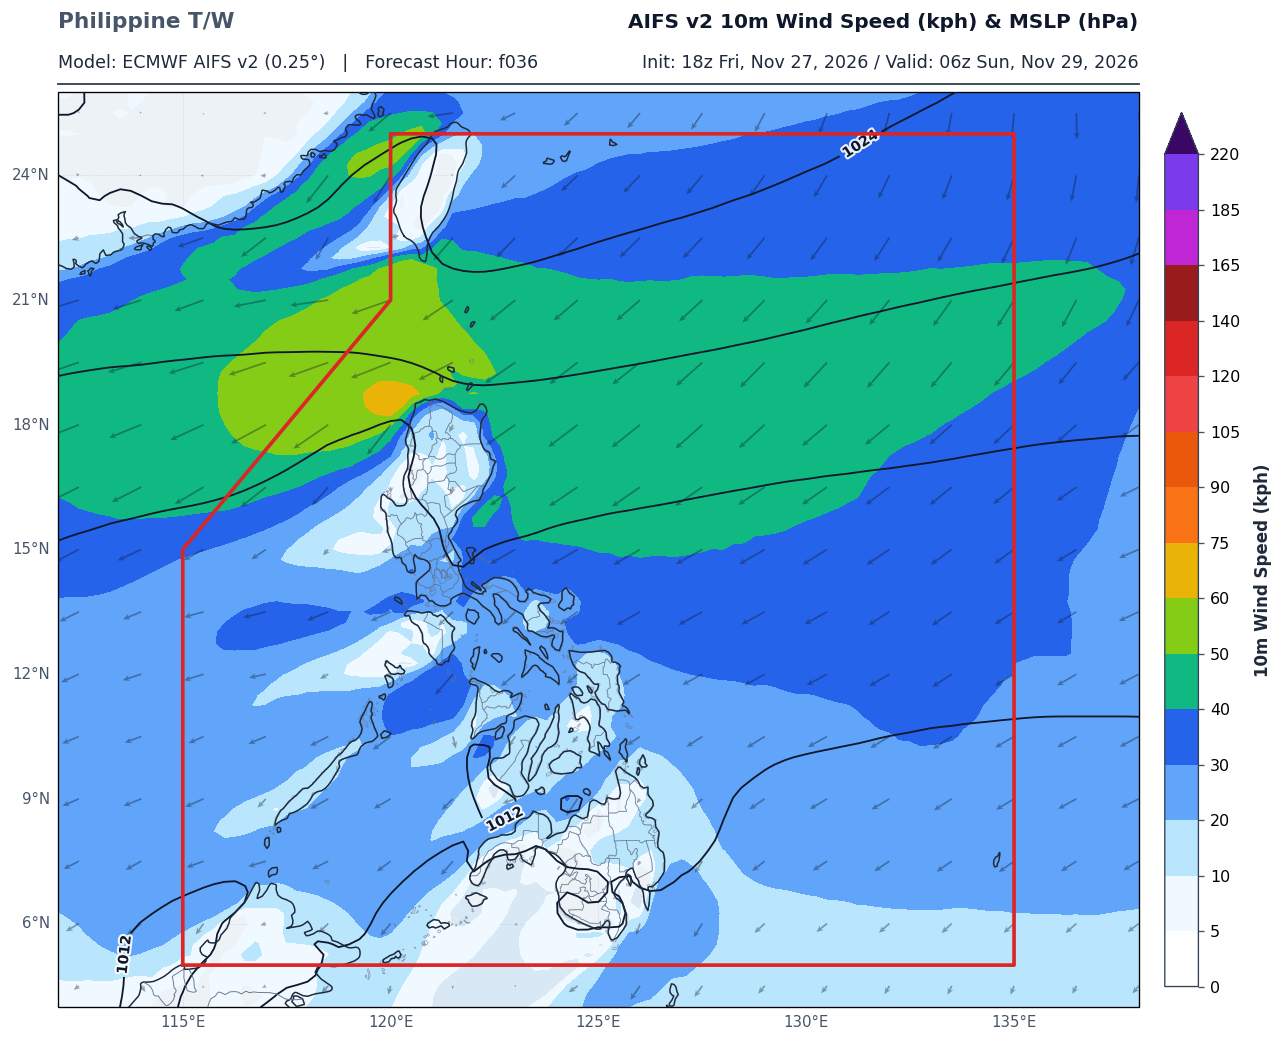 Philippine T/W
AIFS v2 10m Wind Speed (kph) & MSLP (hPa)
Model: ECMWF AIFS v2 (0.25°) | Forecast Hour: f036
Init: 18z Fri, Nov 27, 2026 / Valid: 06z Sun, Nov 29, 2026
1024
1012
1012
24°N
21°N
18°N
15°N
12°N
9°N
6°N
115°E
120°E
125°E
130°E
135°E
220
185
165
140
120
105
90
75
60
50
40
30
20
10
5
0
10m Wind Speed (kph)